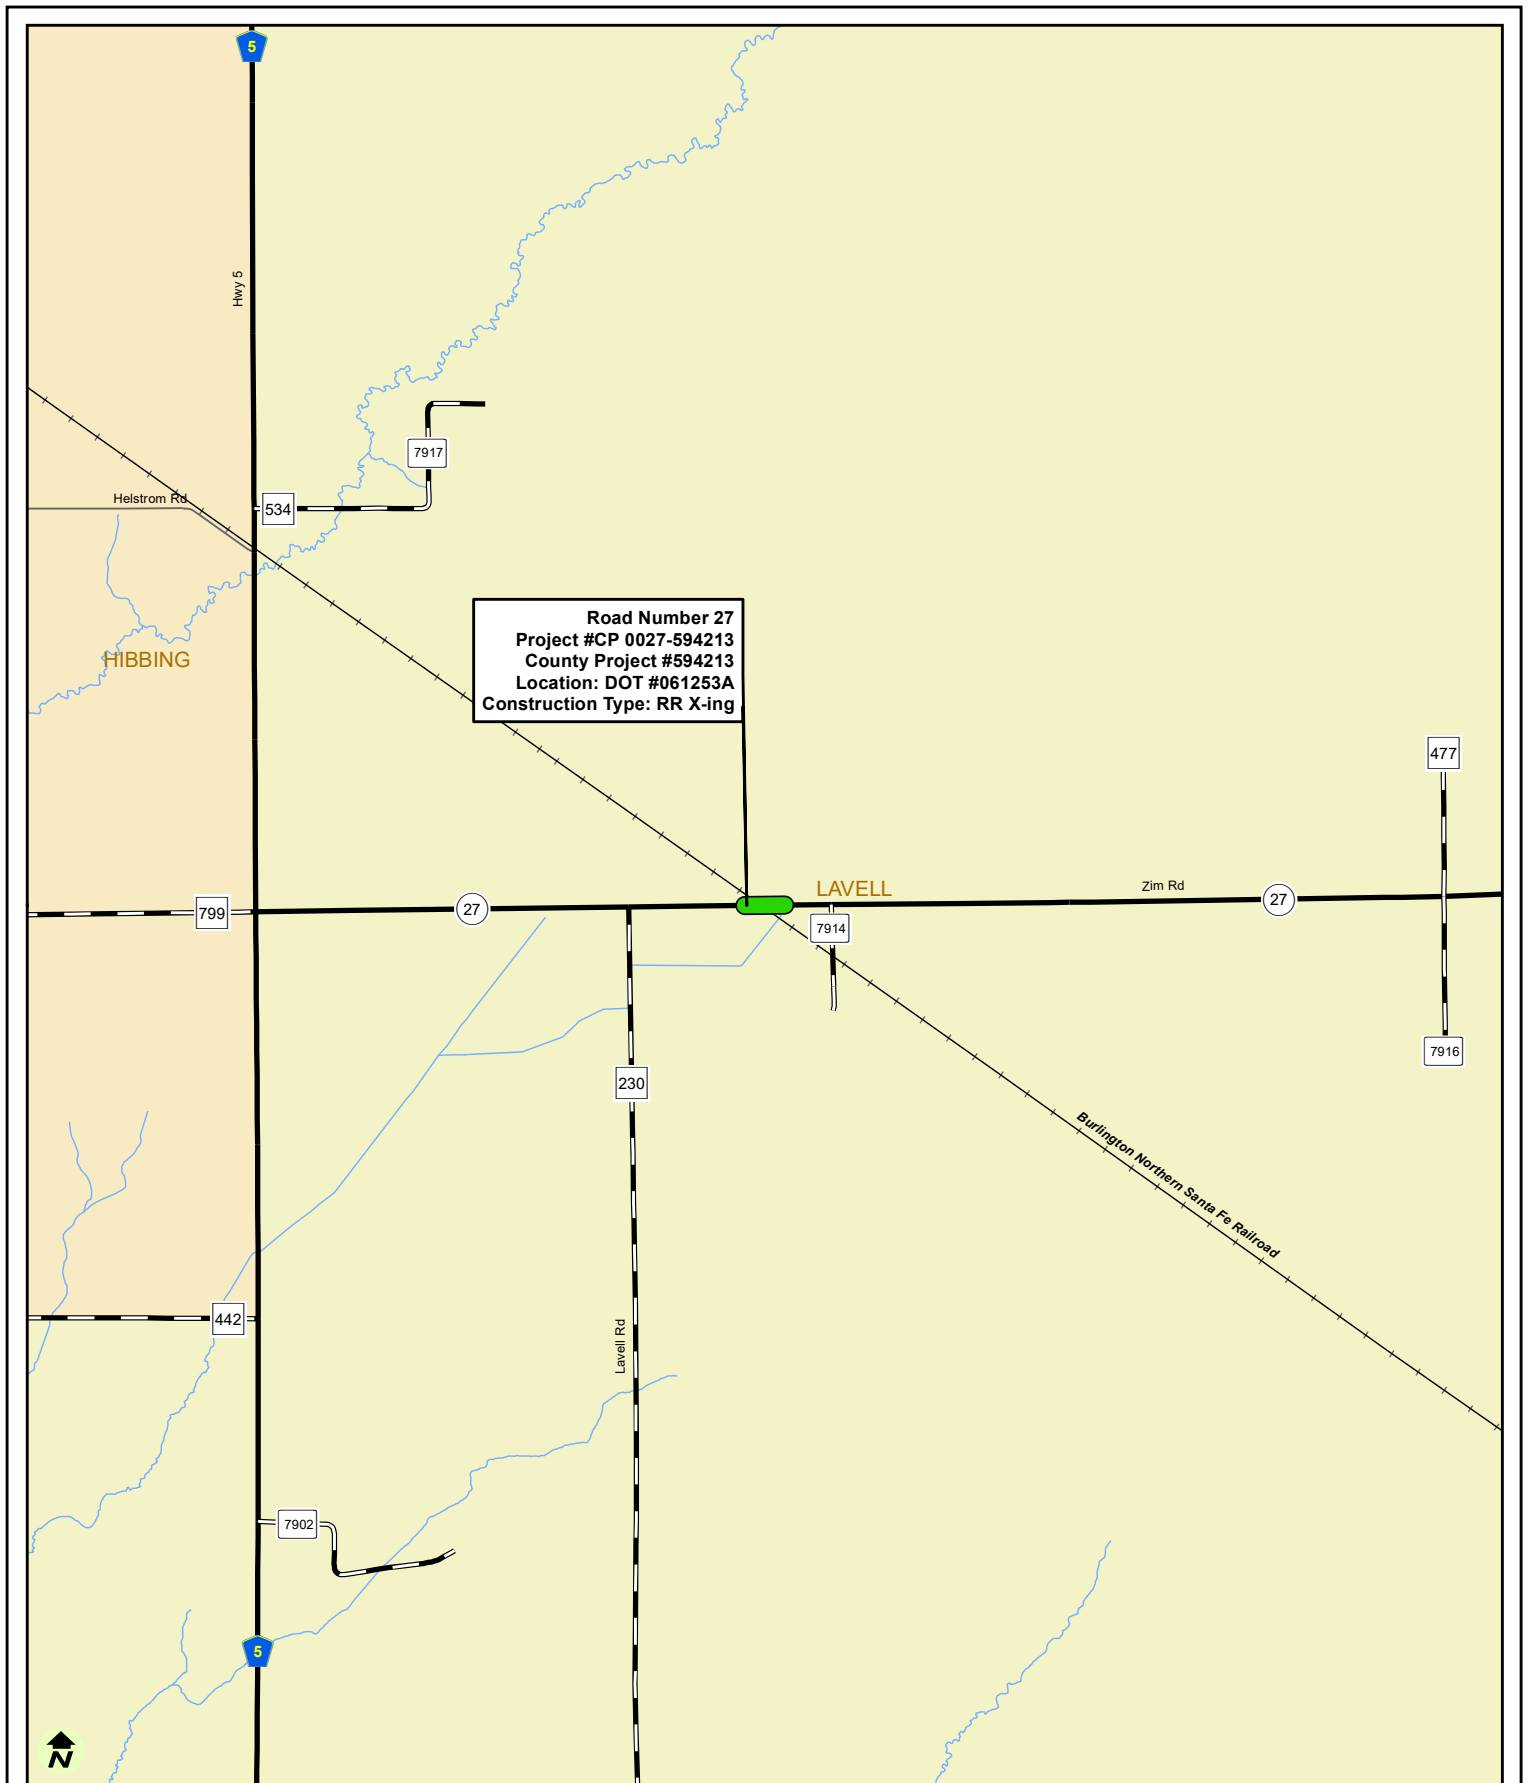 5
Hwy 5
7917
Helstrom Rd
534
Road Number 27
Project #CP 0027-594213
County Project #594213
Location: DOT #061253A
Construction Type: RR X-ing
HIBBING
477
LAVELL
Zim Rd
799
27
27
7914
7916
230
Burlington Northern Santa Fe Railroad
442
Lavell Rd
7902
5
N